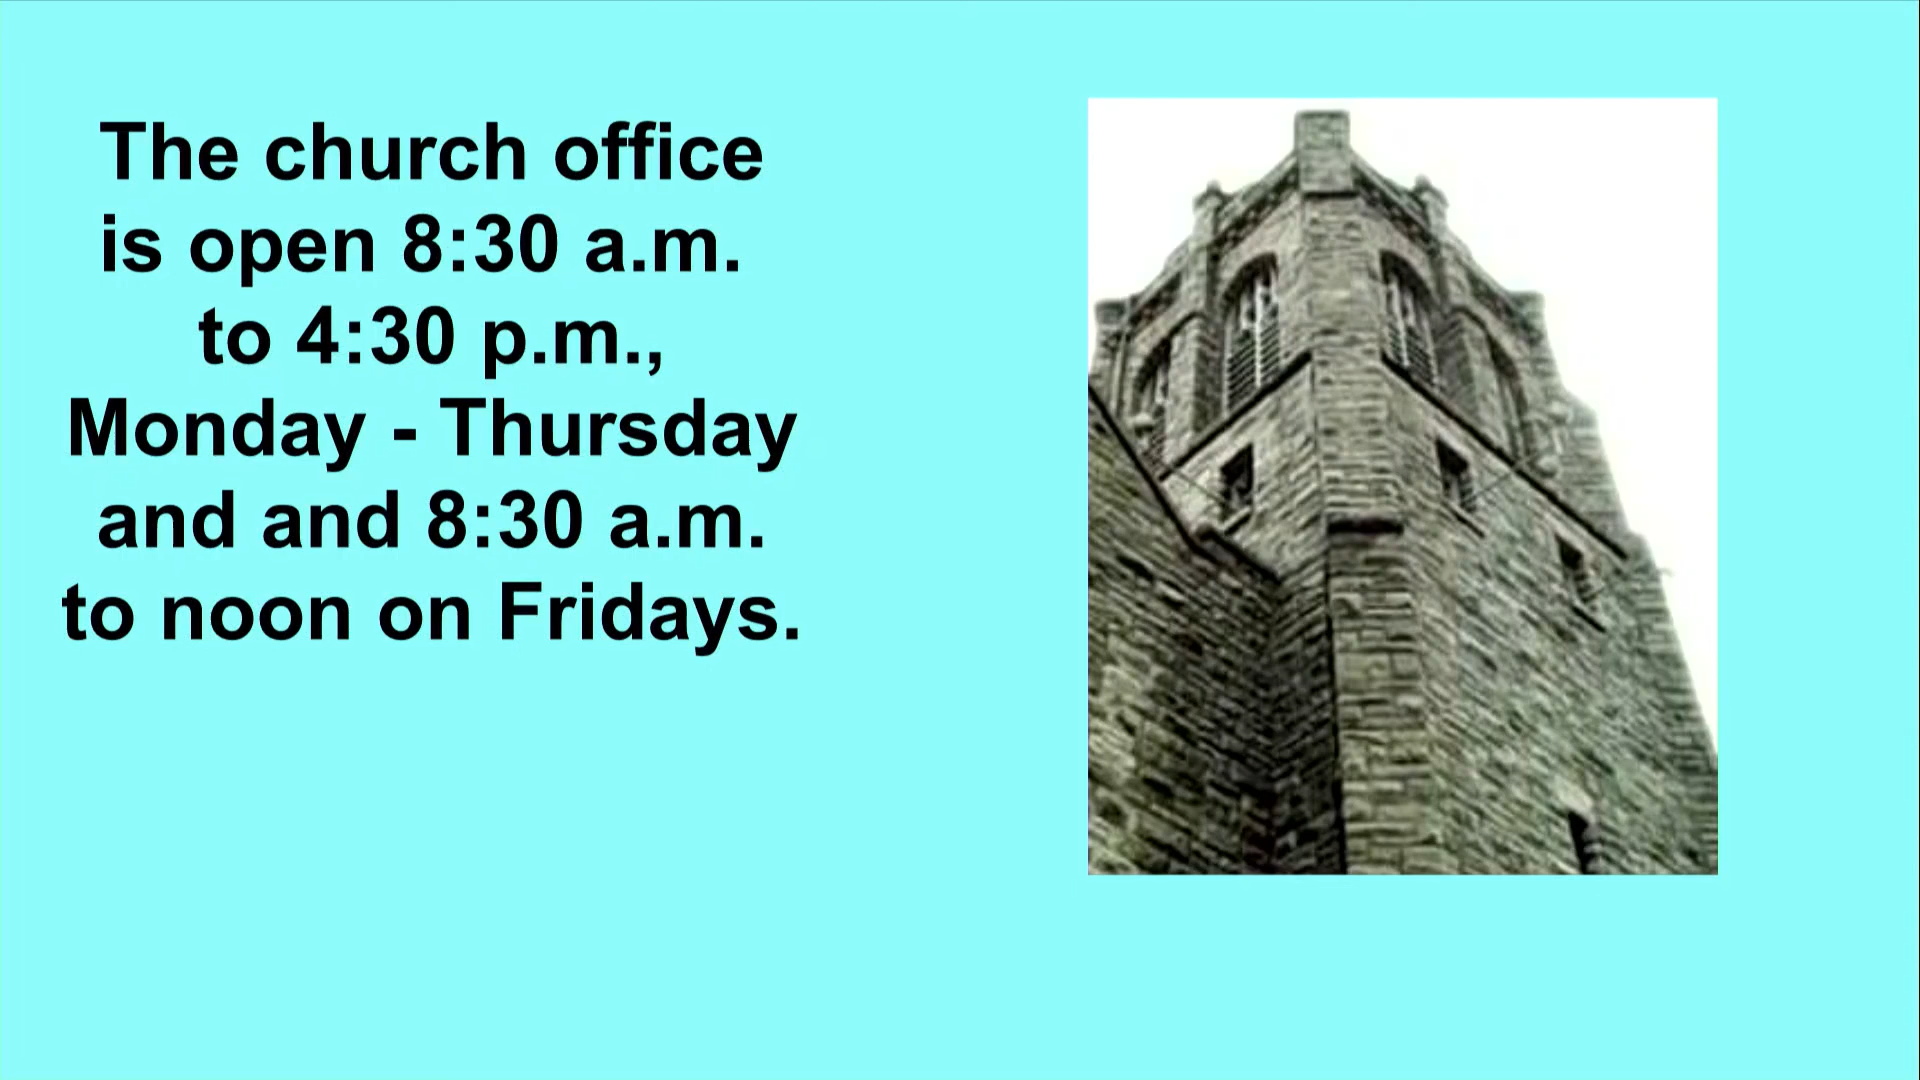 The church office
is open 8:30 a.m.
to 4:30 p.m.,
Monday - Thursday
and and 8:30 a.m.
to noon on Fridays.